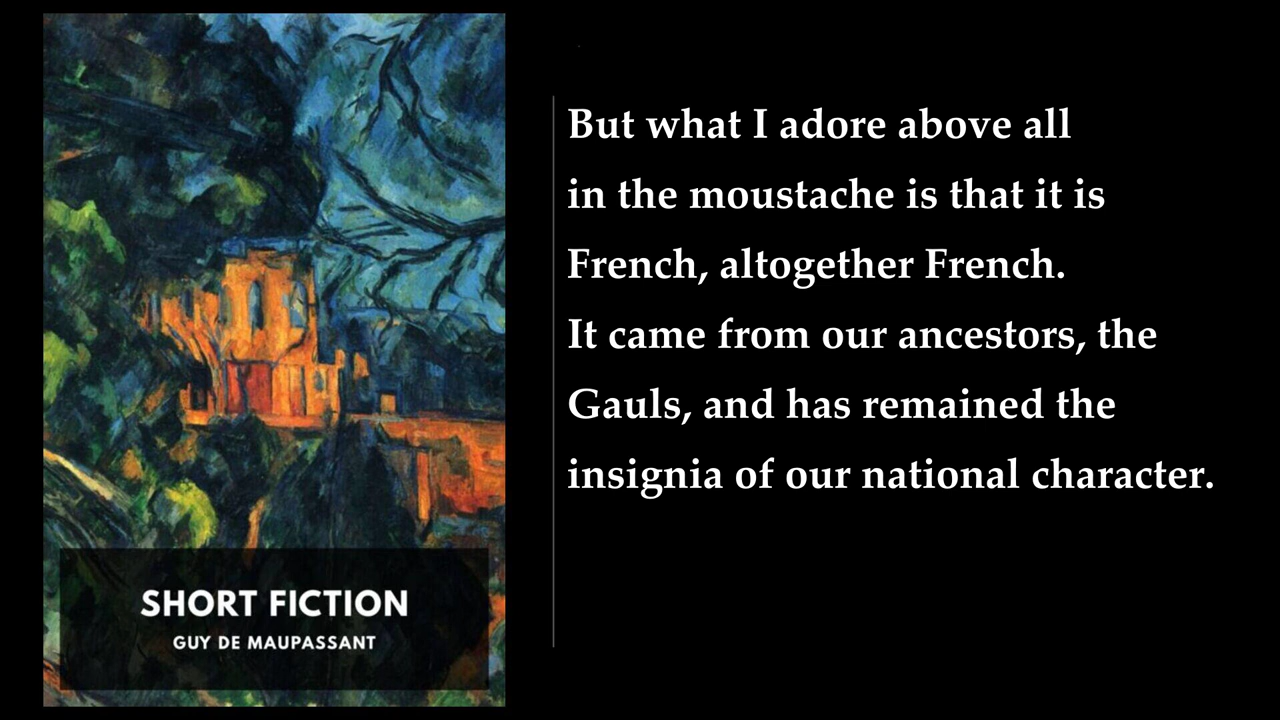 But what I adore above all
in the moustache is that it is
French, altogether French.
It came from our ancestors, the
Gauls, and has remained the
insignia of our national character.
SHORT FICTION
GUY DE MAUPASSANT